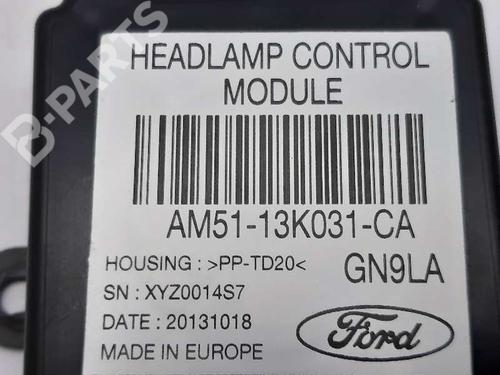 B-PARTS
HEADLAMP CONTROL
MODULE
AM51-13K031-CA
HOUSING : >PP-TD20< GN9LA
SN : XYZ0014S7
DATE : 20131018
MADE IN EUROPE
Ford